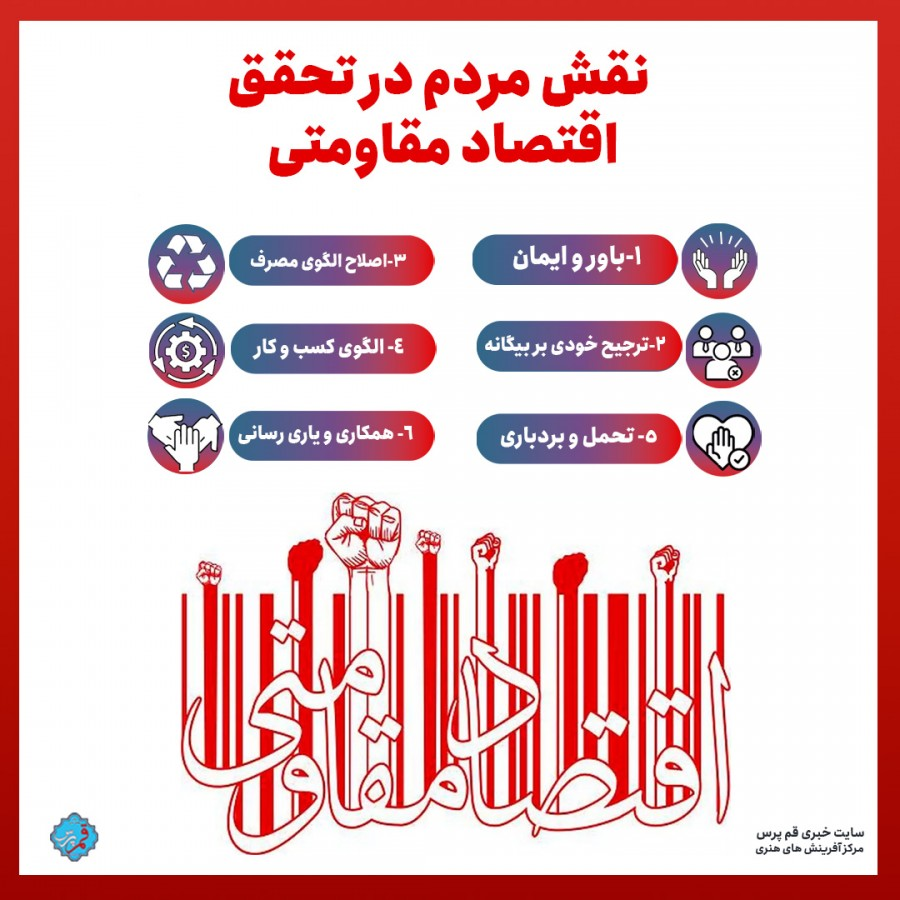 نقش مردم در تحقق
اقتصاد مقاومتی
۱-باور و ایمان
۲-ترجیح خودی بر بیگانه
۳-اصلاح الگوی مصرف
٤- الگوی کسب و کار
۵- تحمل و بردباری
٦- همکاری و یاری رسانی
$
اقتصاد مقاومتی
سایت خبری قم پرس
مرکز آفرینش های هنری
قم پرس